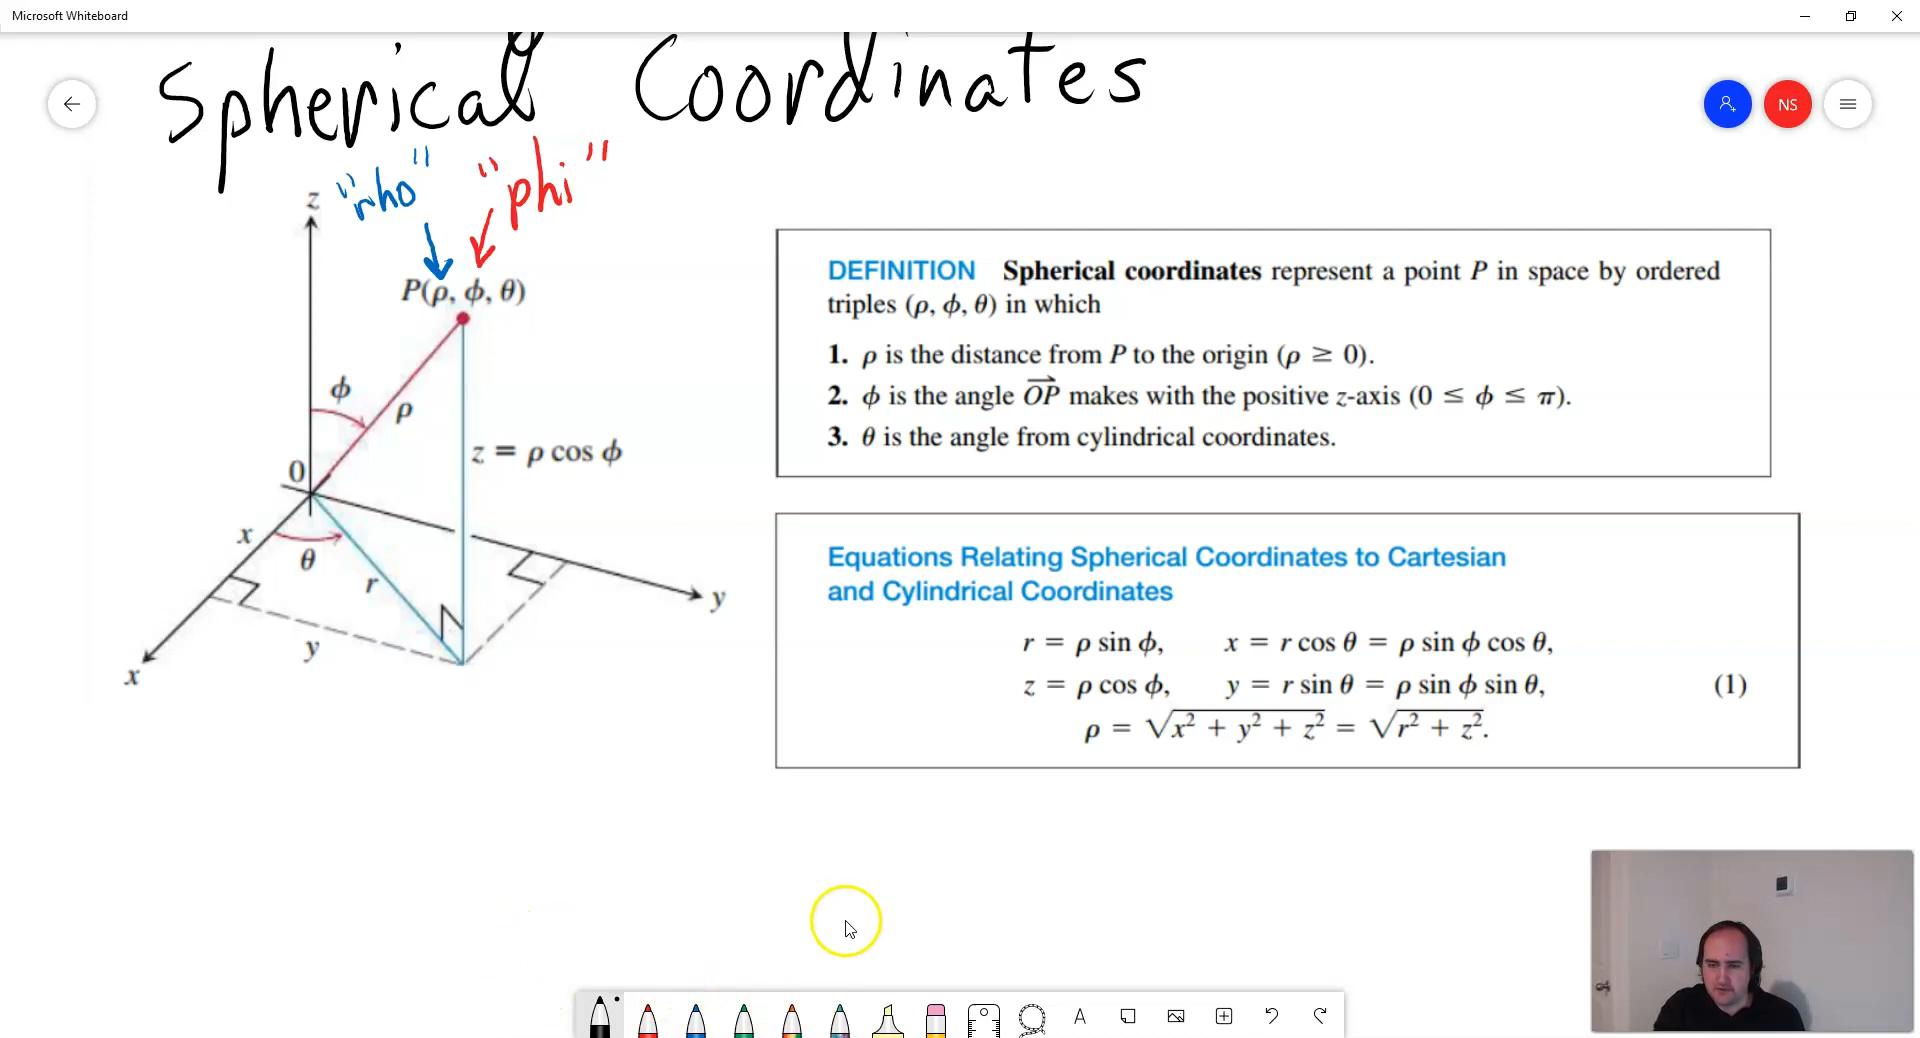 Microsoft Whiteboard
Spherical Coordinates
NS
"rho"
"phi"
z
P(ρ, ϕ, θ)
ϕ
ρ
z = ρ cos ϕ
0
x
θ
r
y
y
x
DEFINITION Spherical coordinates represent a point P in space by ordered
triples (ρ, ϕ, θ) in which
1. ρ is the distance from P to the origin (ρ ≥ 0).
2. ϕ is the angle \overrightarrow{OP} makes with the positive z-axis (0 ≤ ϕ ≤ π).
3. θ is the angle from cylindrical coordinates.
Equations Relating Spherical Coordinates to Cartesian
and Cylindrical Coordinates
r = ρ sin ϕ, x = r cos θ = ρ sin ϕ cos θ,
z = ρ cos ϕ, y = r sin θ = ρ sin ϕ sin θ, (1)
ρ = √(x² + y² + z²) = √(r² + z²).
A